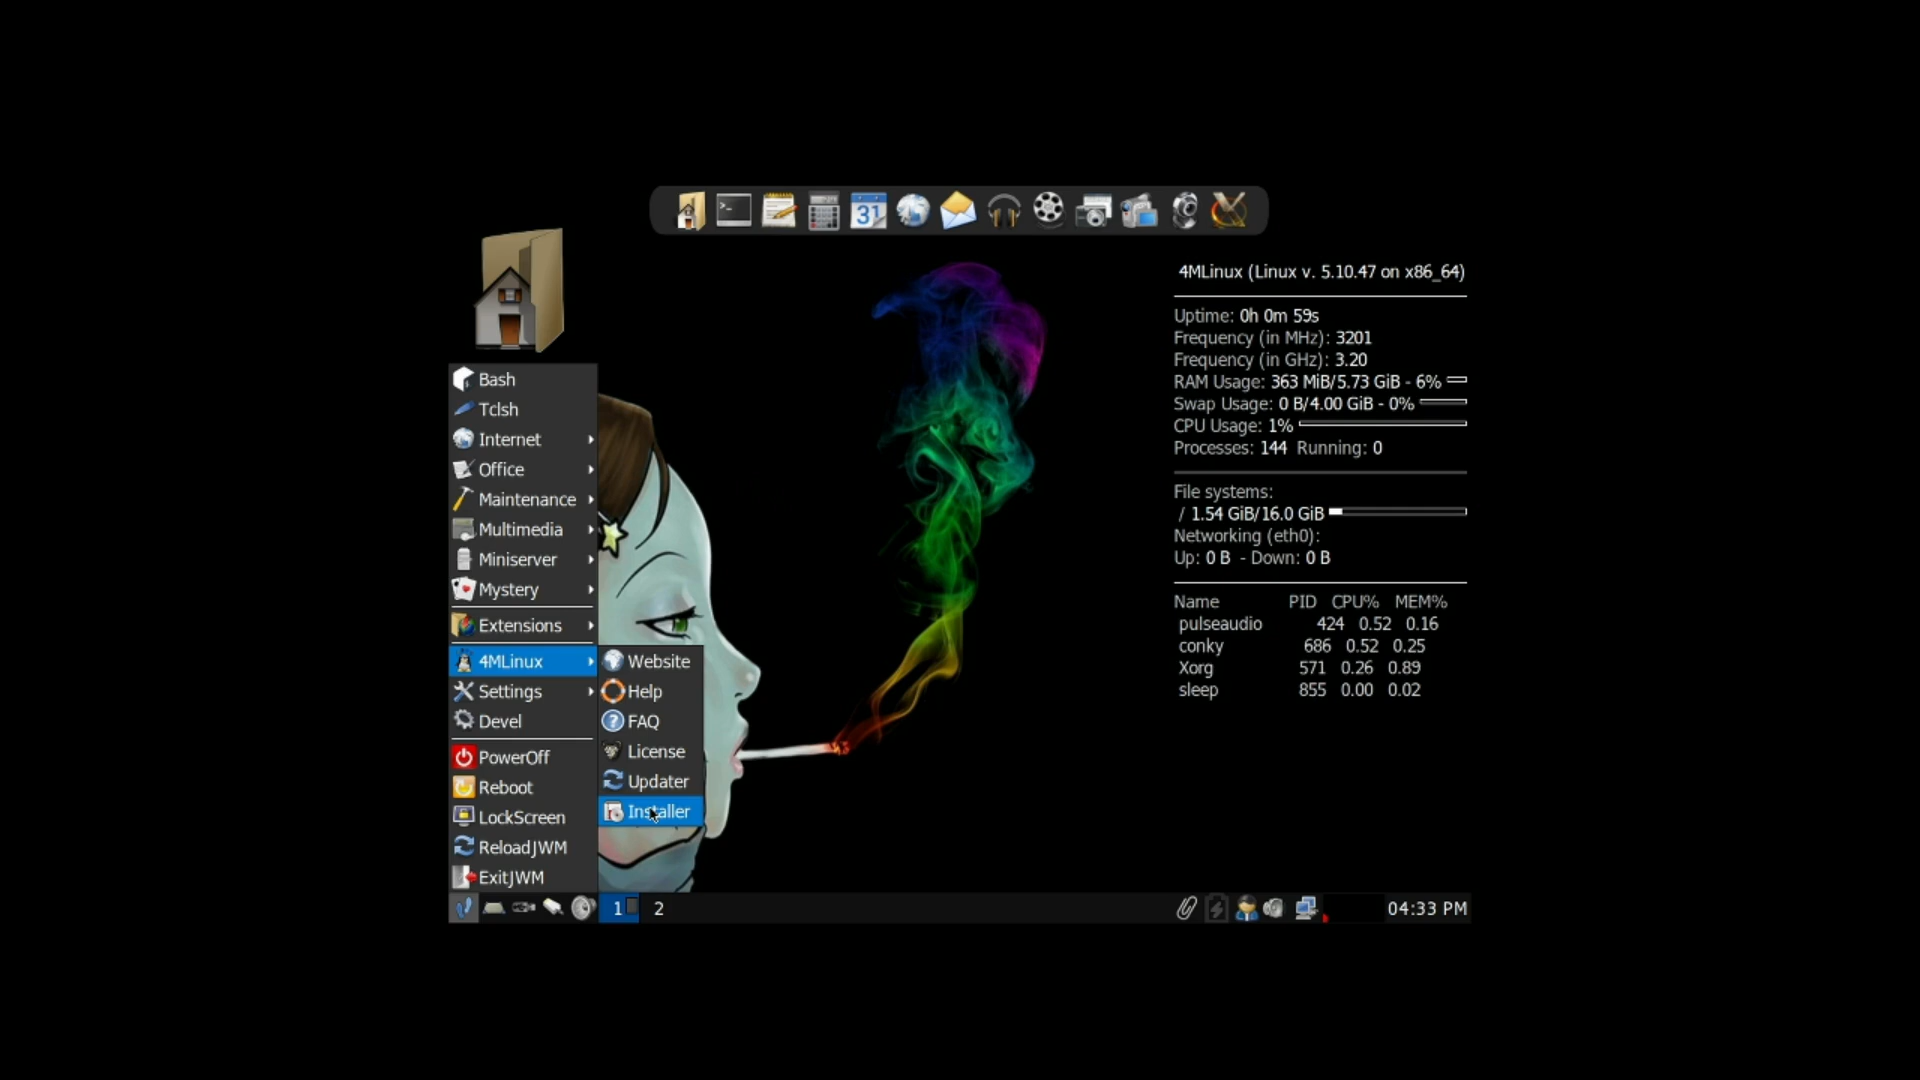 31
4MLinux (Linux v. 5.10.47 on x86_64)
Uptime: 0h 0m 59s
Frequency (in MHz): 3201
Frequency (in GHz): 3.20
RAM Usage: 363 MiB/5.73 GiB - 6%
Swap Usage: 0 B/4.00 GiB - 0%
CPU Usage: 1%
Processes: 144 Running: 0
File systems:
/ 1.54 GiB/16.0 GiB
Networking (eth0):
Up: 0 B - Down: 0 B
Name PID CPU% MEM%
pulseaudio 424 0.52 0.16
conky 686 0.52 0.25
Xorg 571 0.26 0.89
sleep 855 0.00 0.02
Bash
Tclsh
Internet
Office
Maintenance
Multimedia
Miniserver
Mystery
Extensions
4MLinux
Settings
Devel
PowerOff
Reboot
LockScreen
ReloadJWM
ExitJWM
Website
Help
FAQ
License
Updater
Installer
1 2
04:33 PM